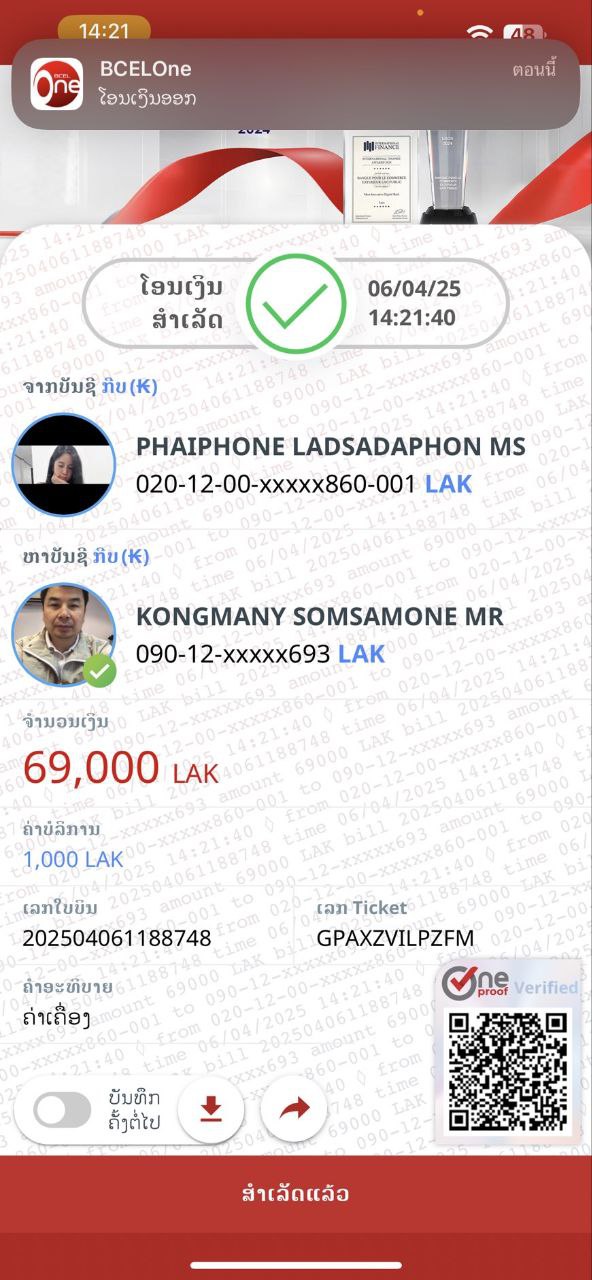 14:21
48
BCELOne
ຕອນນີ້
ໂອນເງິນອອກ
2024
INTERNATIONAL
FINANCE
ໂອນເງິນ
ສຳເລັດ
06/04/25
14:21:40
ຈາກບັນຊີ ກີບ(₭)
PHAIPHONE LADSADAPHON MS
020-12-00-xxxxx860-001 LAK
ຫາບັນຊີ ກີບ(₭)
KONGMANY SOMSAMONE MR
090-12-xxxxx693 LAK
ຈຳນວນເງິນ
69,000 LAK
ຄ່າບໍລິການ
1,000 LAK
ເລກໃບບິນ
202504061188748
ເລກ Ticket
GPAXZVILPZFM
ຄຳອະທິບາຍ
ຄ່າເຄື່ອງ
One proof Verified
ບັນທຶກ
ຄັ້ງຕໍ່ໄປ
ສຳເລັດແລ້ວ